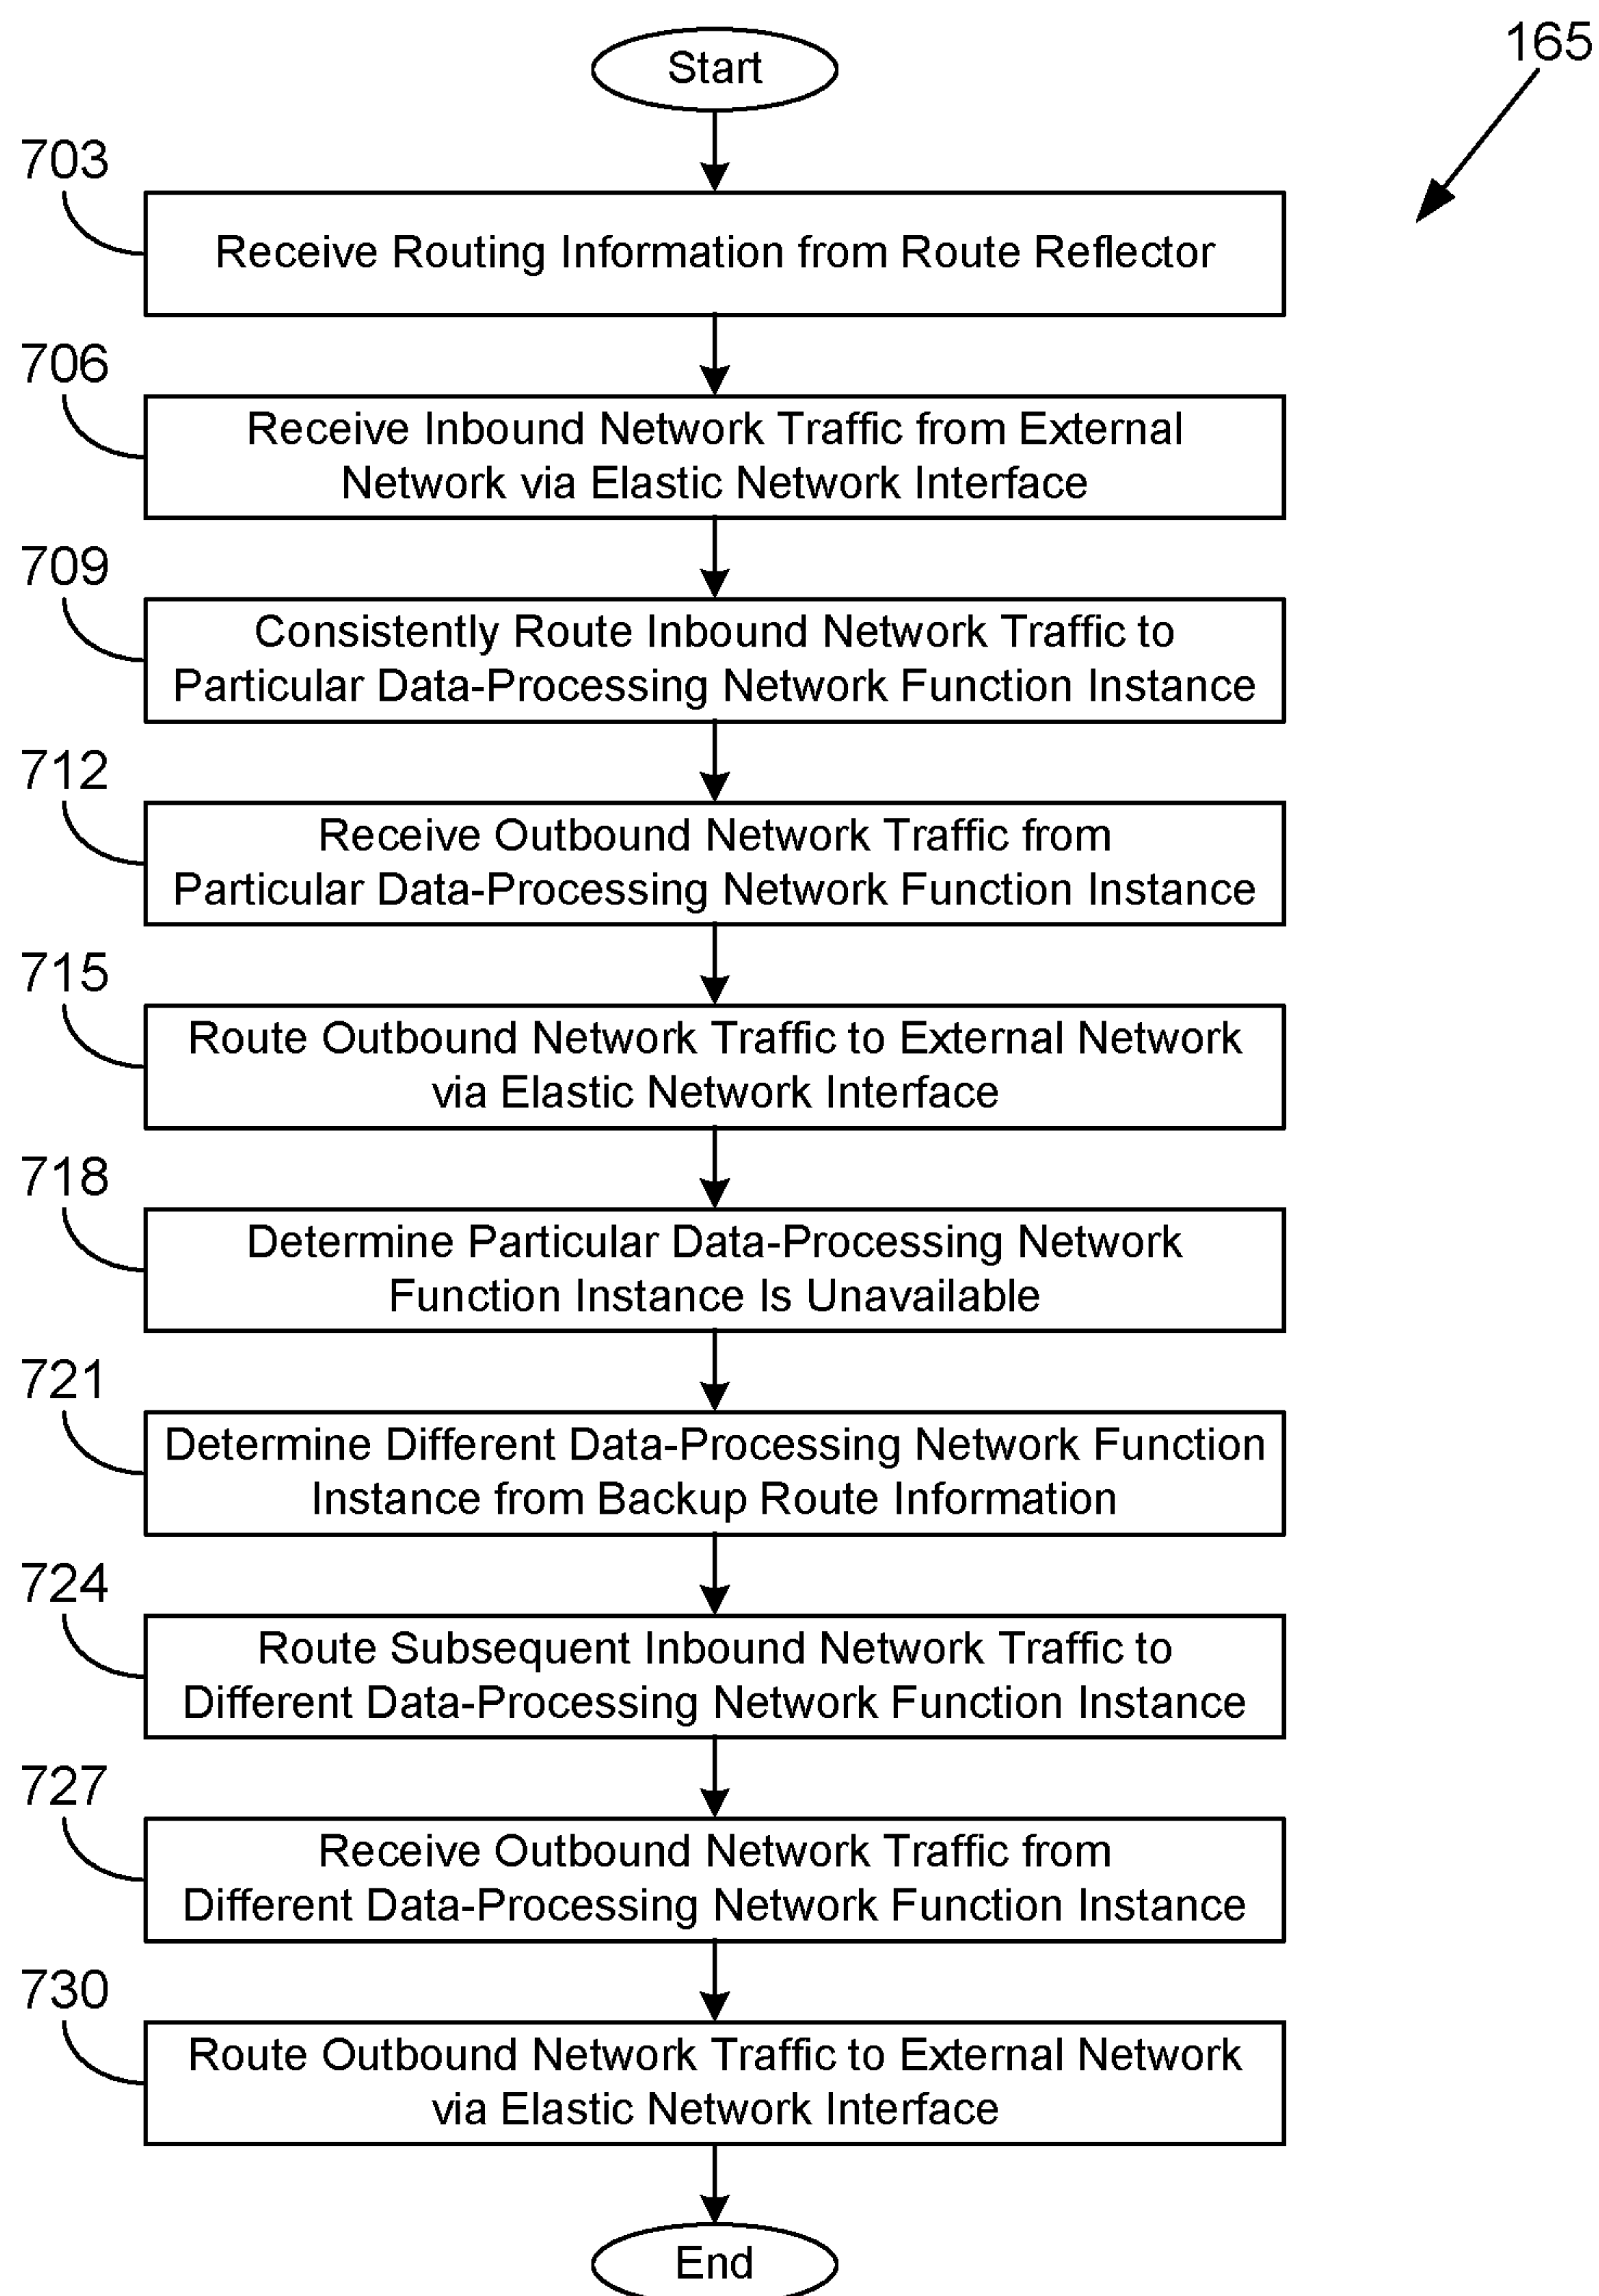 Start
165
703
Receive Routing Information from Route Reflector
706
Receive Inbound Network Traffic from External
Network via Elastic Network Interface
709
Consistently Route Inbound Network Traffic to
Particular Data-Processing Network Function Instance
712
Receive Outbound Network Traffic from
Particular Data-Processing Network Function Instance
715
Route Outbound Network Traffic to External Network
via Elastic Network Interface
718
Determine Particular Data-Processing Network
Function Instance Is Unavailable
721
Determine Different Data-Processing Network Function
Instance from Backup Route Information
724
Route Subsequent Inbound Network Traffic to
Different Data-Processing Network Function Instance
727
Receive Outbound Network Traffic from
Different Data-Processing Network Function Instance
730
Route Outbound Network Traffic to External Network
via Elastic Network Interface
End